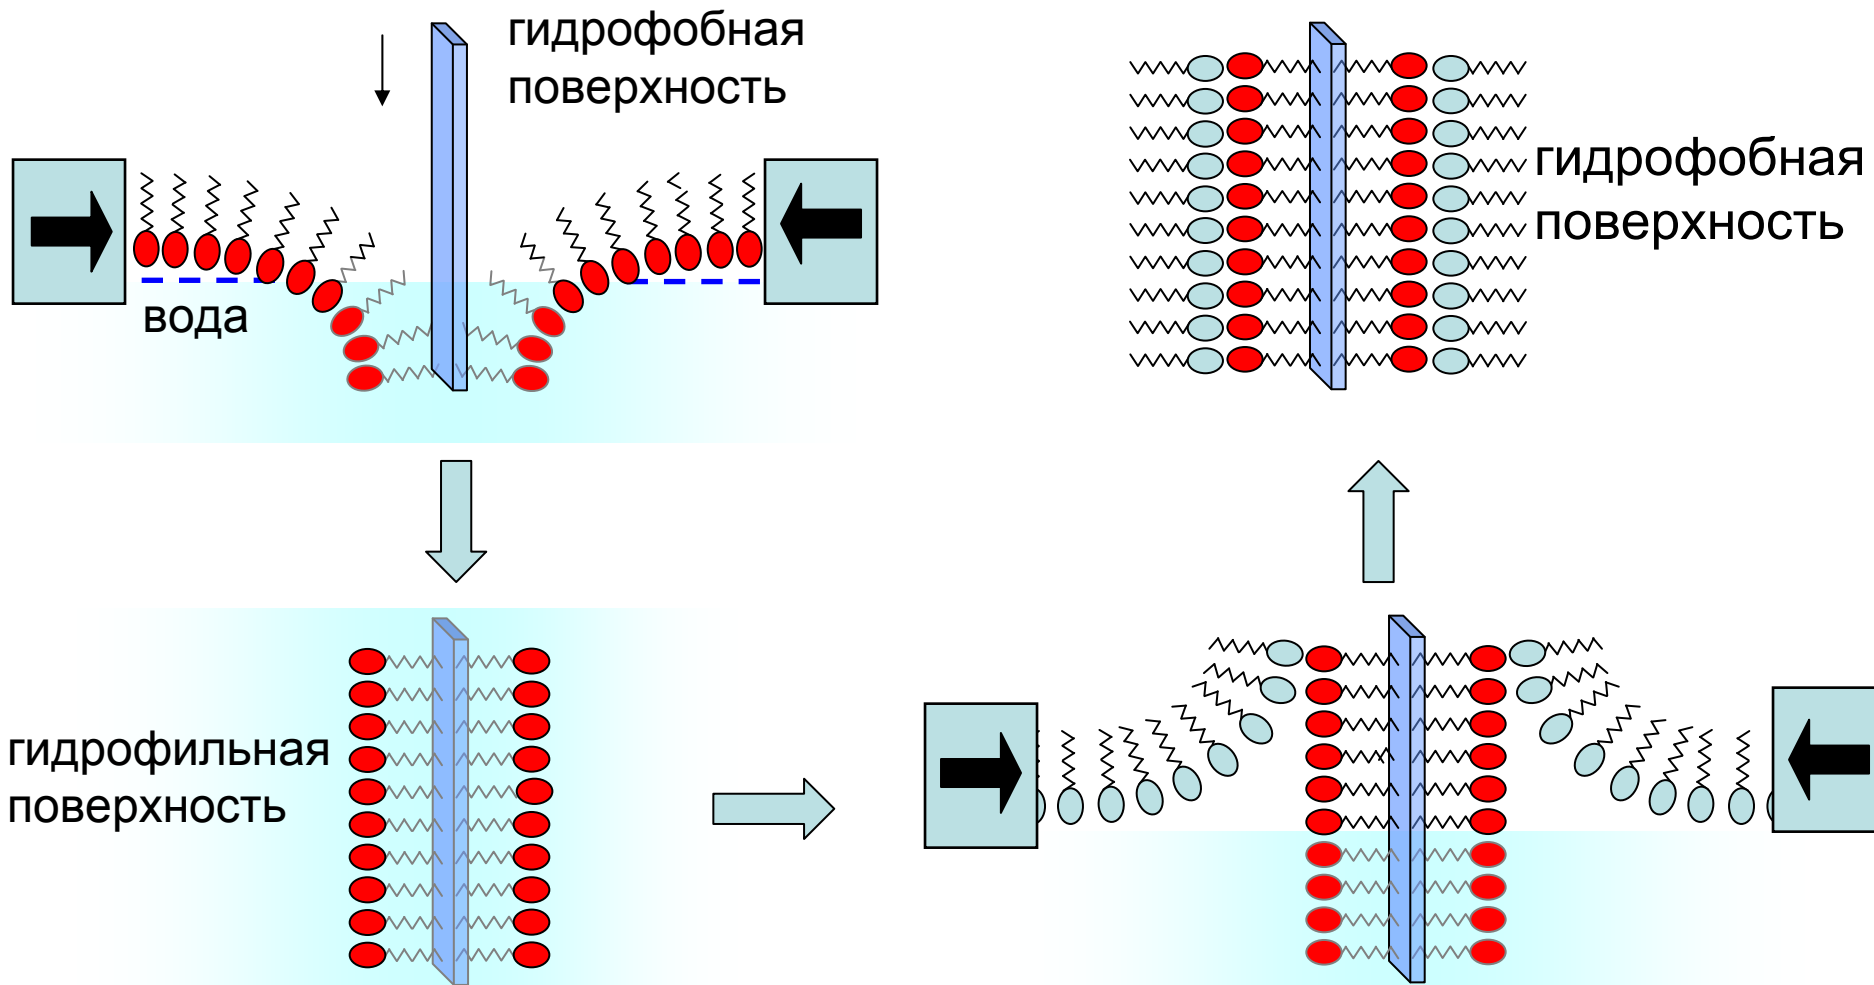 гидрофобная
поверхность
вода
гидрофобная
поверхность
гидрофильная
поверхность